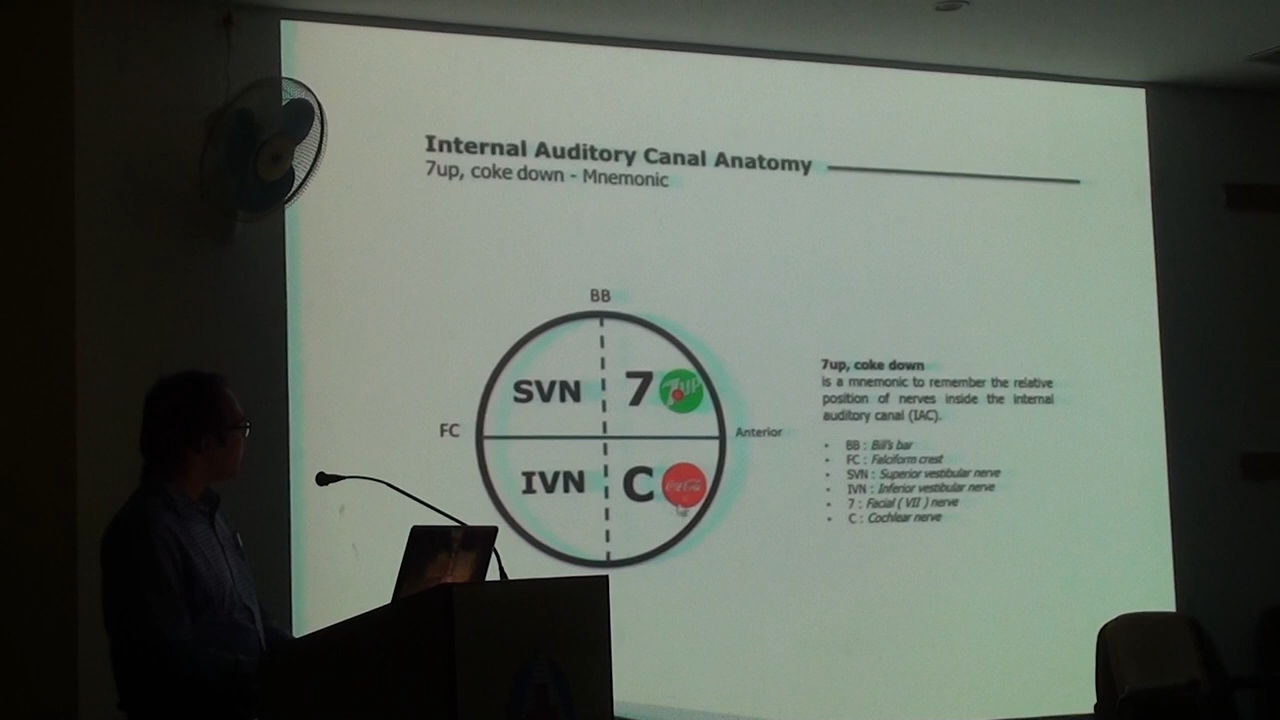 Internal Auditory Canal Anatomy
7up, coke down - Mnemonic
BB
SVN 7 7UP
FC Anterior
IVN C Coca-Cola
7up, coke down
is a mnemonic to remember the relative
position of nerves inside the internal
auditory canal (IAC).
• BB : Bill's bar
• FC : Falciform crest
• SVN : Superior vestibular nerve
• IVN : Inferior vestibular nerve
• 7 : Facial ( VII ) nerve
• C : Cochlear nerve